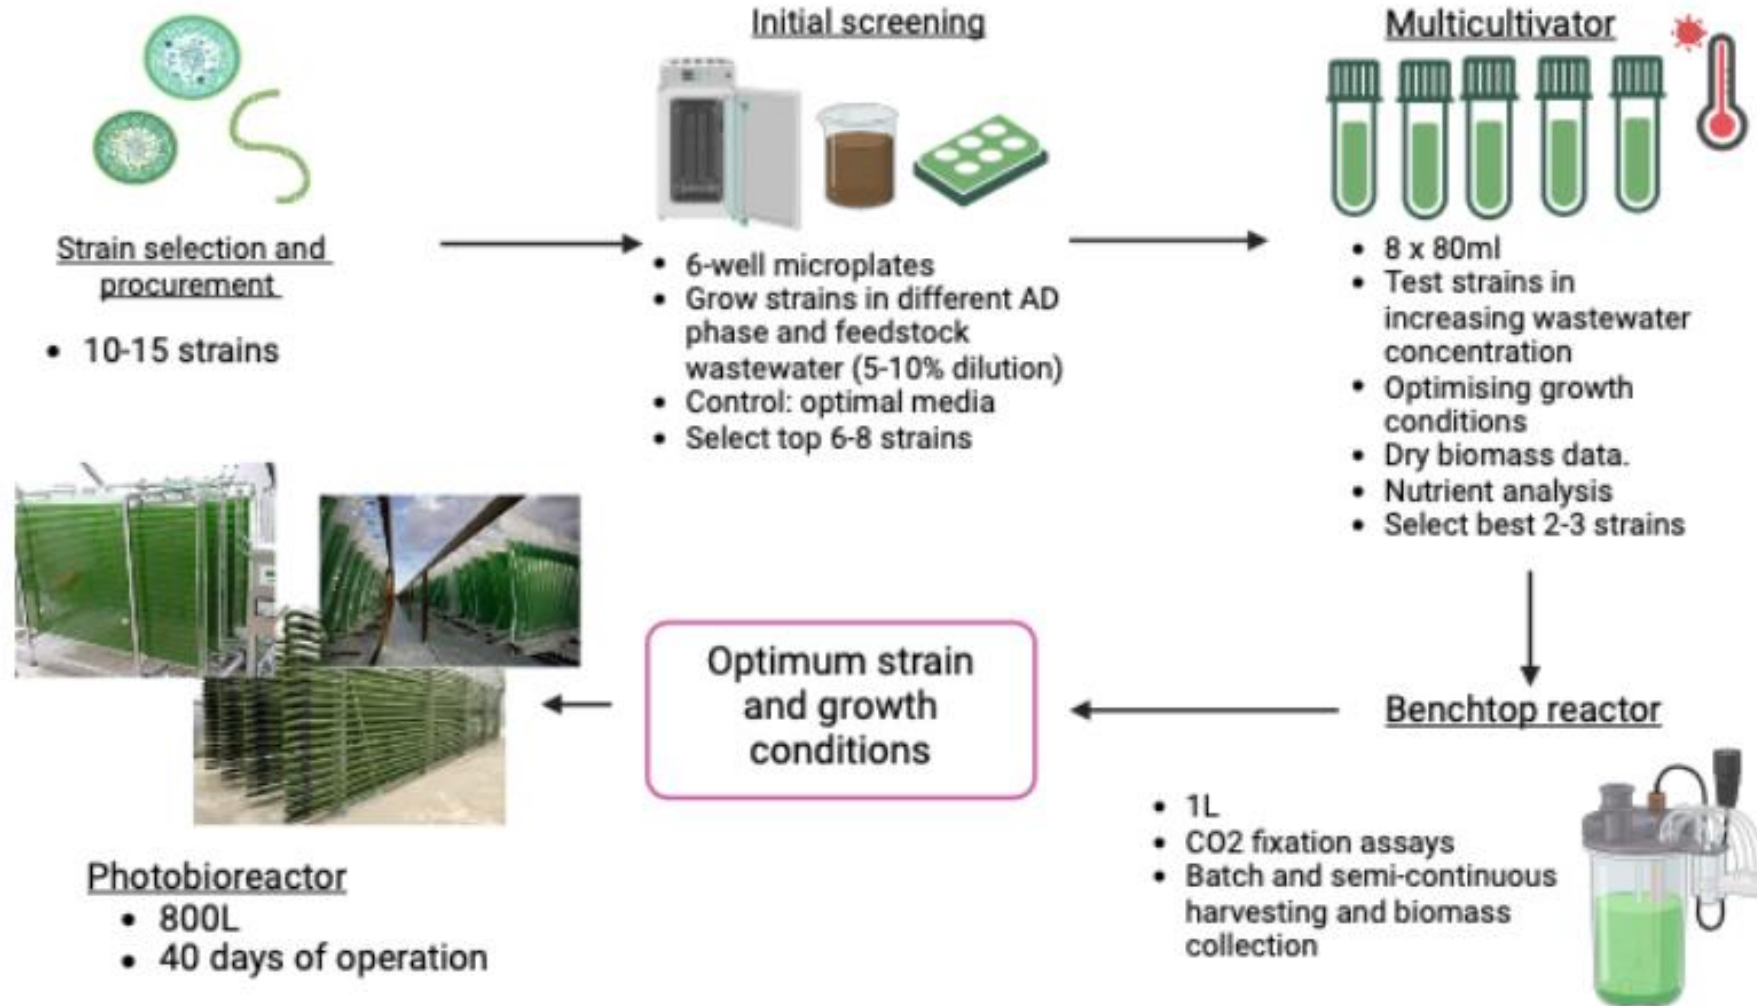 Strain selection and
procurement
• 10-15 strains
Initial screening
• 6-well microplates
• Grow strains in different AD
phase and feedstock
wastewater (5-10% dilution)
• Control: optimal media
• Select top 6-8 strains
Multicultivator
• 8 x 80ml
• Test strains in
increasing wastewater
concentration
• Optimising growth
conditions
• Dry biomass data.
• Nutrient analysis
• Select best 2-3 strains
Benchtop reactor
• 1L
• CO2 fixation assays
• Batch and semi-continuous
harvesting and biomass
collection
Optimum strain
and growth
conditions
Photobioreactor
• 800L
• 40 days of operation